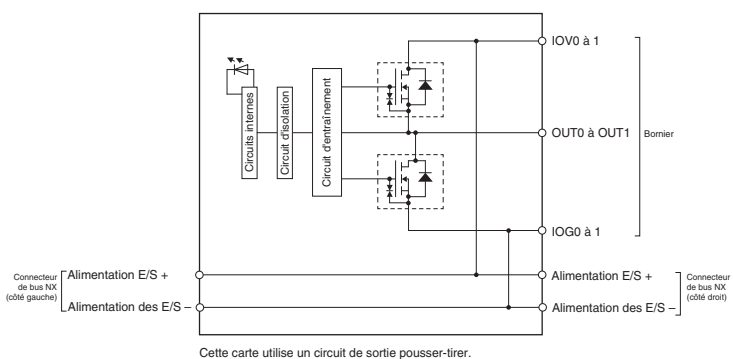 IOV0 à 1
Circuits internes
Circuit d'isolation
Circuit d'entraînement
OUT0 à OUT1
Bornier
IOG0 à 1
Connecteur
de bus NX
(côté gauche)
Alimentation E/S +
Alimentation des E/S –
Alimentation E/S +
Alimentation des E/S –
Connecteur
de bus NX
(côté droit)
Cette carte utilise un circuit de sortie pousser-tirer.